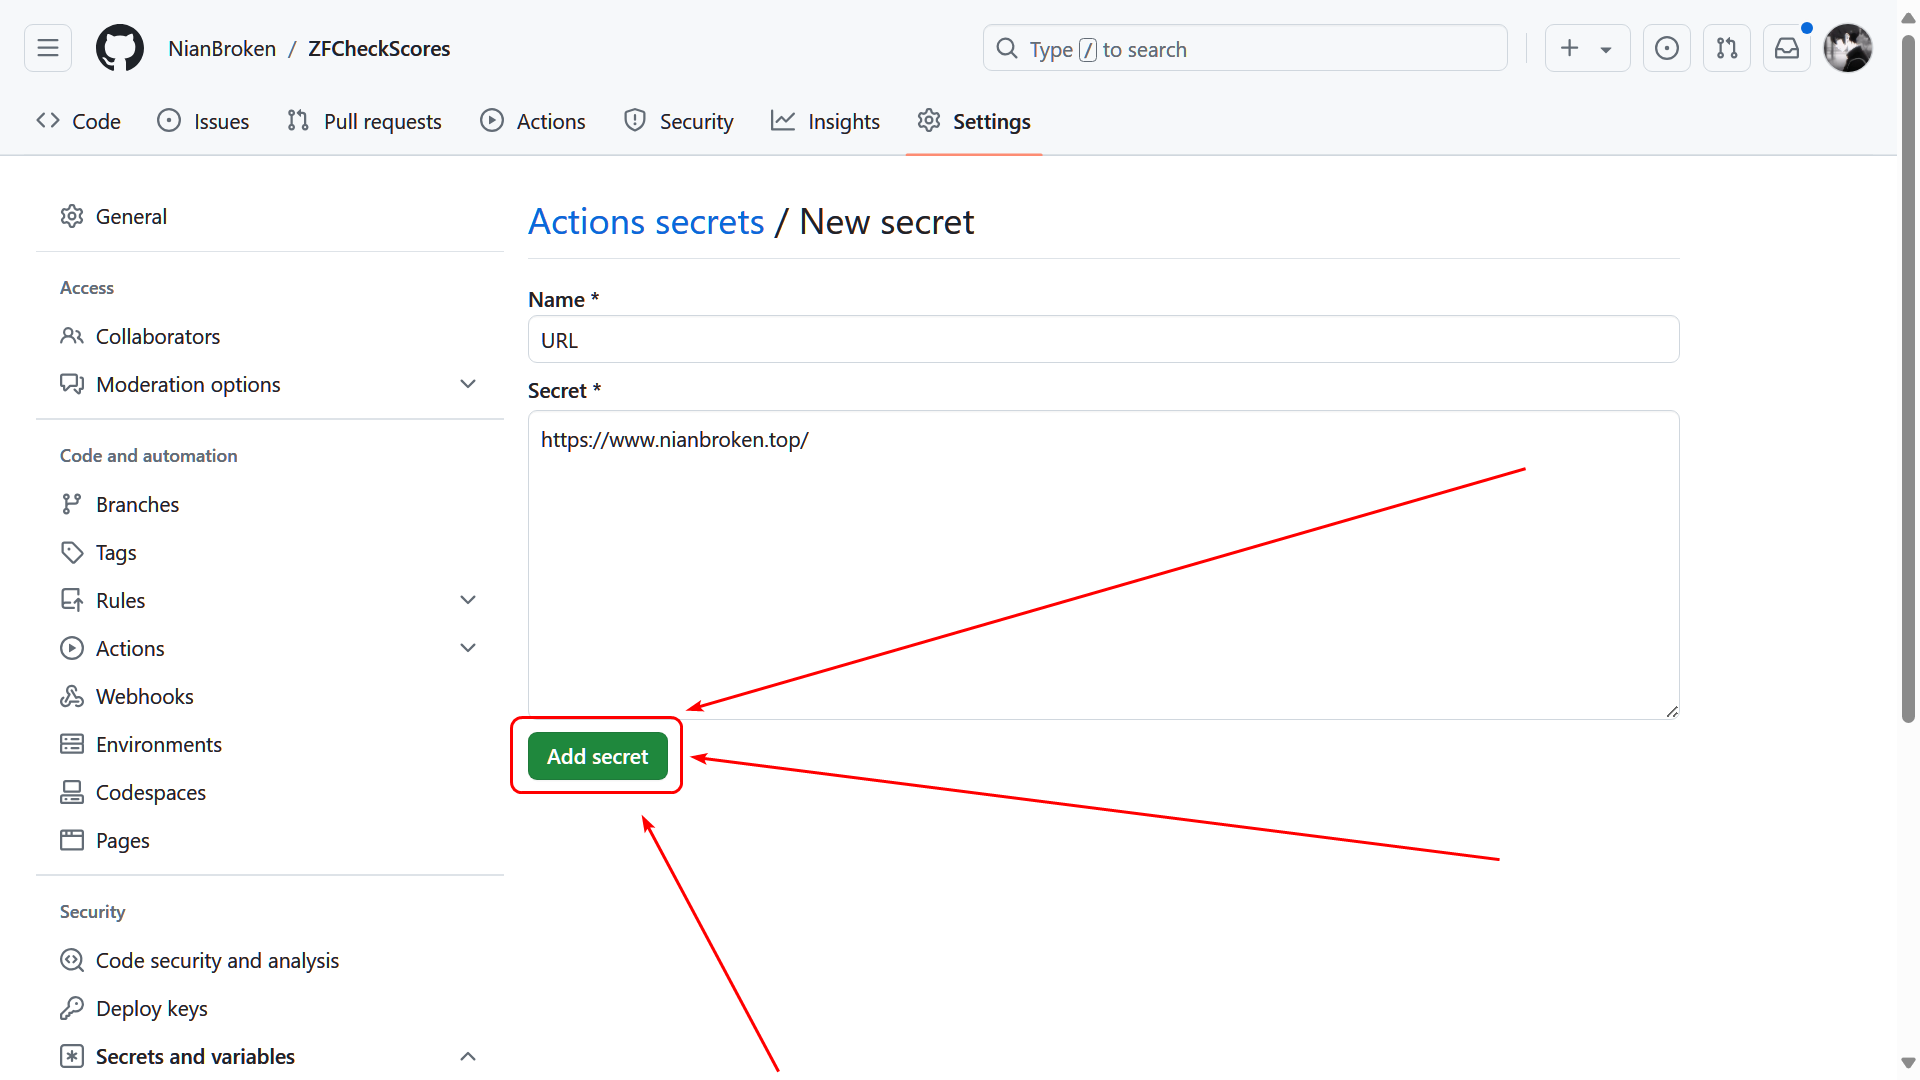 NianBroken / ZFCheckScores
Type / to search
Code
Issues
Pull requests
Actions
Security
Insights
Settings
General
Access
Collaborators
Moderation options
Code and automation
Branches
Tags
Rules
Actions
Webhooks
Environments
Codespaces
Pages
Security
Code security and analysis
Deploy keys
Secrets and variables
Actions secrets / New secret
Name *
URL
Secret *
https://www.nianbroken.top/
Add secret